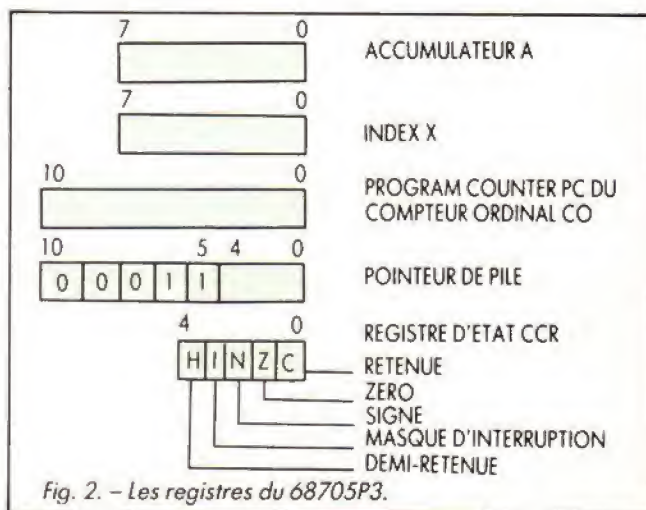 7 0
ACCUMULATEUR A
7 0
INDEX X
10 0
PROGRAM COUNTER PC DU
COMPTEUR ORDINAL CO
10 5 4 0
0 0 0 1 1
POINTEUR DE PILE
4 0
REGISTRE D'ETAT CCR
H I N Z C
RETENUE
ZERO
SIGNE
MASQUE D'INTERRUPTION
DEMI-RETENUE
Fig. 2. – Les registres du 68705P3.